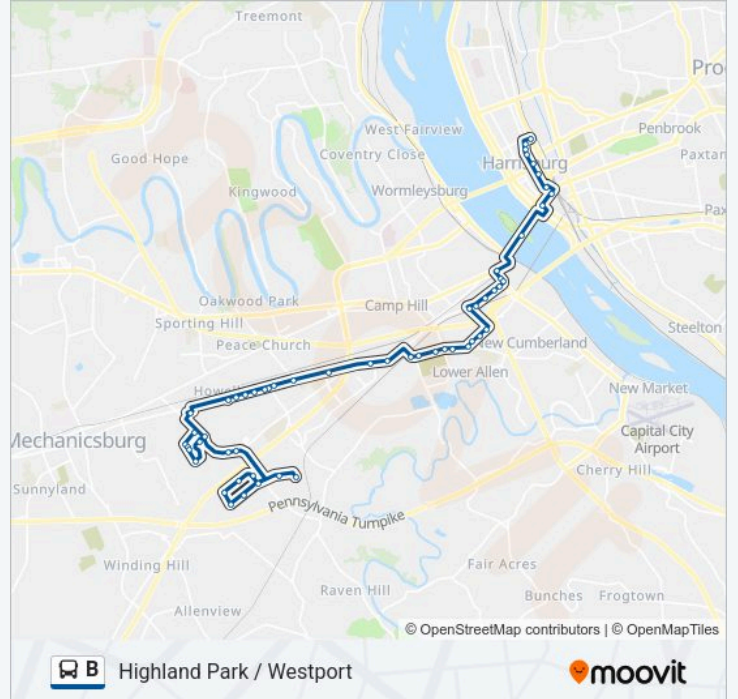 Treemont
Pro
West Fairview
Penbrook
Good Hope
Coventry Close
Harrisburg
Paxtan
Kingwood
Wormleysburg
Pax
Oakwood Park
Camp Hill
Sporting Hill
Steelton
Peace Church
New Cumberland
Lower Allen
New Market
Mechanicsburg
Capital City
Airport
Cherry Hill
Sunnyland
Pennsylvania Turnpike
Winding Hill
Fair Acres
Raven Hill
Bunches
Frogtown
Allenview
© OpenStreetMap contributors | © OpenMapTiles
B Highland Park / Westport
moovit